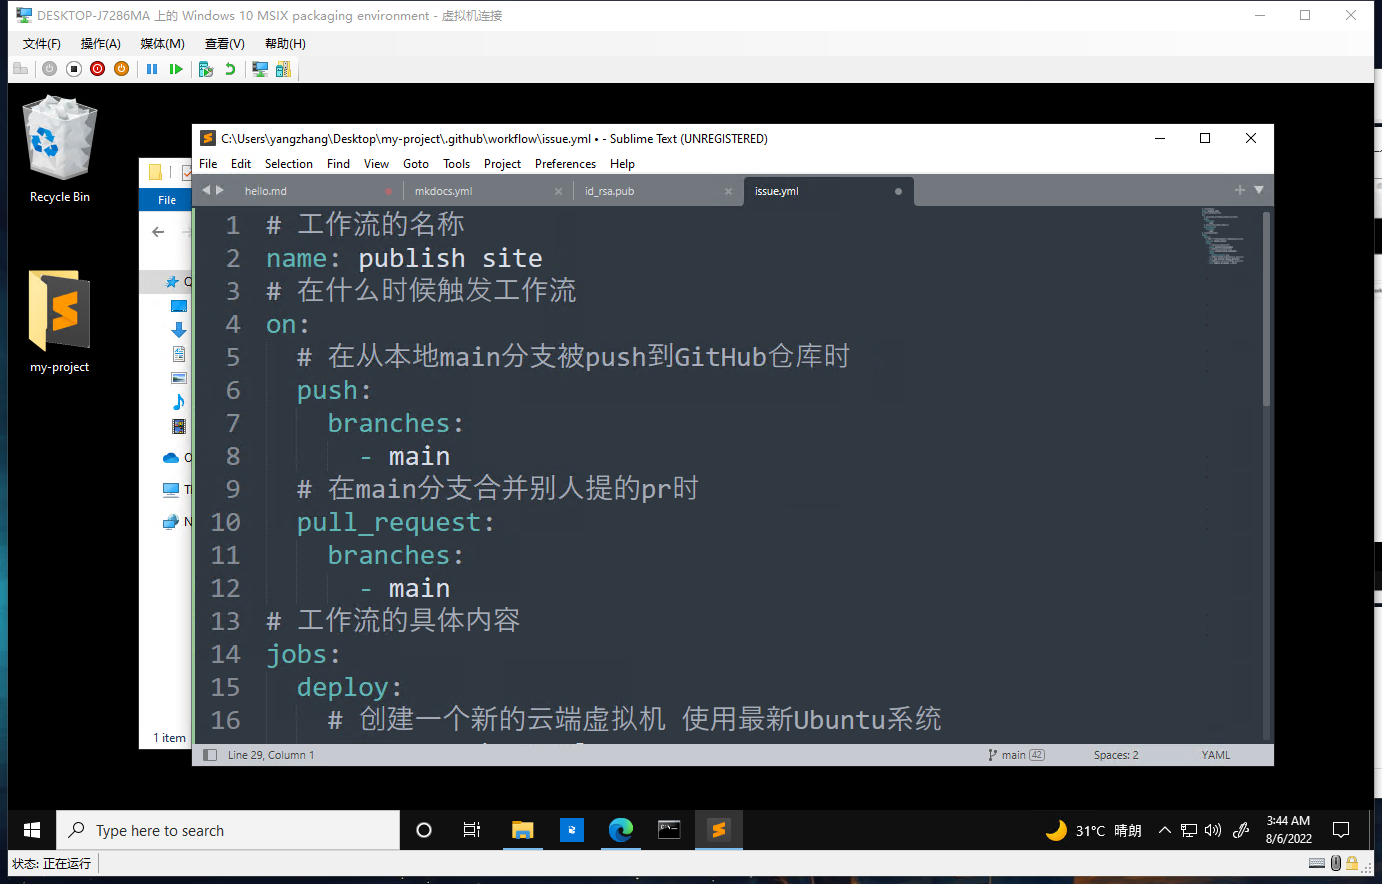 DESKTOP-J7286MA 上的 Windows 10 MSIX packaging environment - 虚拟机连接
文件(F) 操作(A) 媒体(M) 查看(V) 帮助(H)
Recycle Bin
my-project
File
1 item
C:\Users\yangzhang\Desktop\my-project\.github\workflow\issue.yml • - Sublime Text (UNREGISTERED)
File Edit Selection Find View Goto Tools Project Preferences Help
hello.md mkdocs.yml id_rsa.pub issue.yml
1 # 工作流的名称
2 name: publish site
3 # 在什么时候触发工作流
4 on:
5 # 在从本地main分支被push到GitHub仓库时
6 push:
7 branches:
8 - main
9 # 在main分支合并别人提的pr时
10 pull_request:
11 branches:
12 - main
13 # 工作流的具体内容
14 jobs:
15 deploy:
16 # 创建一个新的云端虚拟机 使用最新Ubuntu系统
Line 29, Column 1 main 42 Spaces: 2 YAML
Type here to search
31°C 晴朗
3:44 AM
8/6/2022
状态: 正在运行